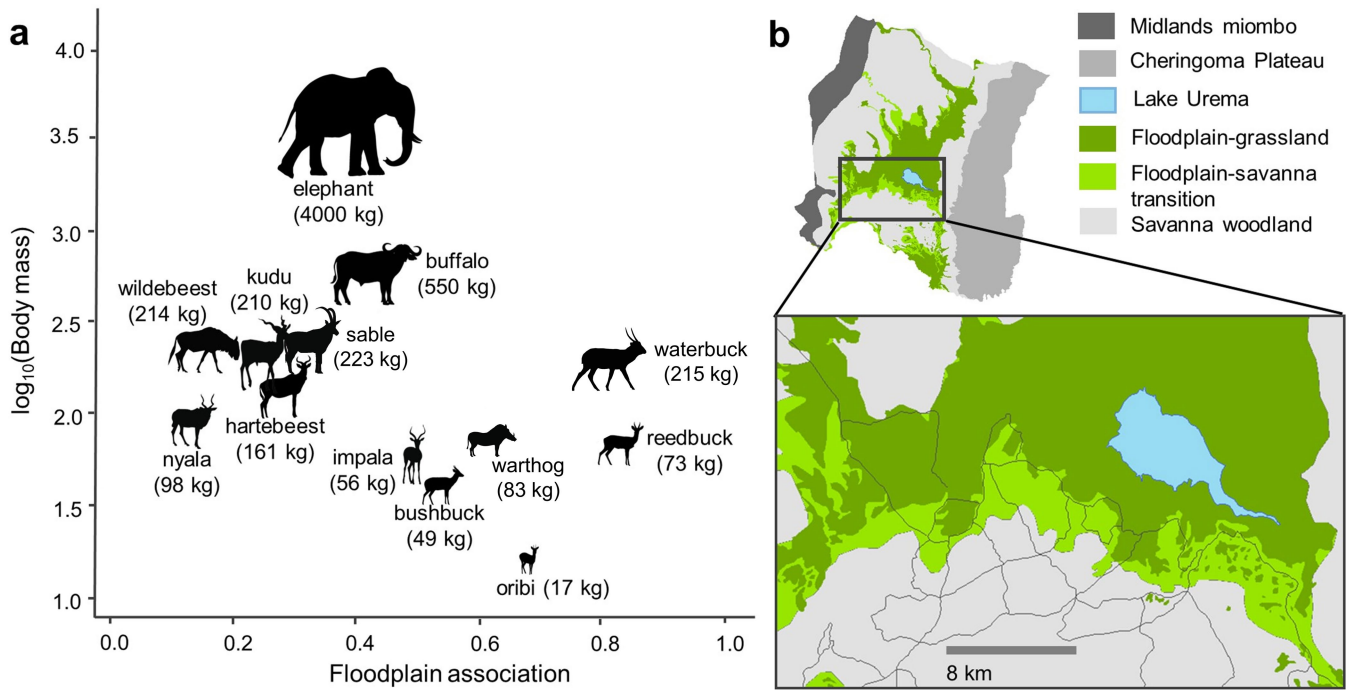 a
4.0
3.5
3.0
2.5
2.0
1.5
1.0
log10(Body mass)
0.0 0.2 0.4 0.6 0.8 1.0
Floodplain association
elephant
(4000 kg)
buffalo
(550 kg)
wildebeest
(214 kg)
kudu
(210 kg)
sable
(223 kg)
waterbuck
(215 kg)
hartebeest
(161 kg)
nyala
(98 kg)
impala
(56 kg)
warthog
(83 kg)
reedbuck
(73 kg)
bushbuck
(49 kg)
oribi (17 kg)
b
Midlands miombo
Cheringoma Plateau
Lake Urema
Floodplain-grassland
Floodplain-savanna
transition
Savanna woodland
8 km